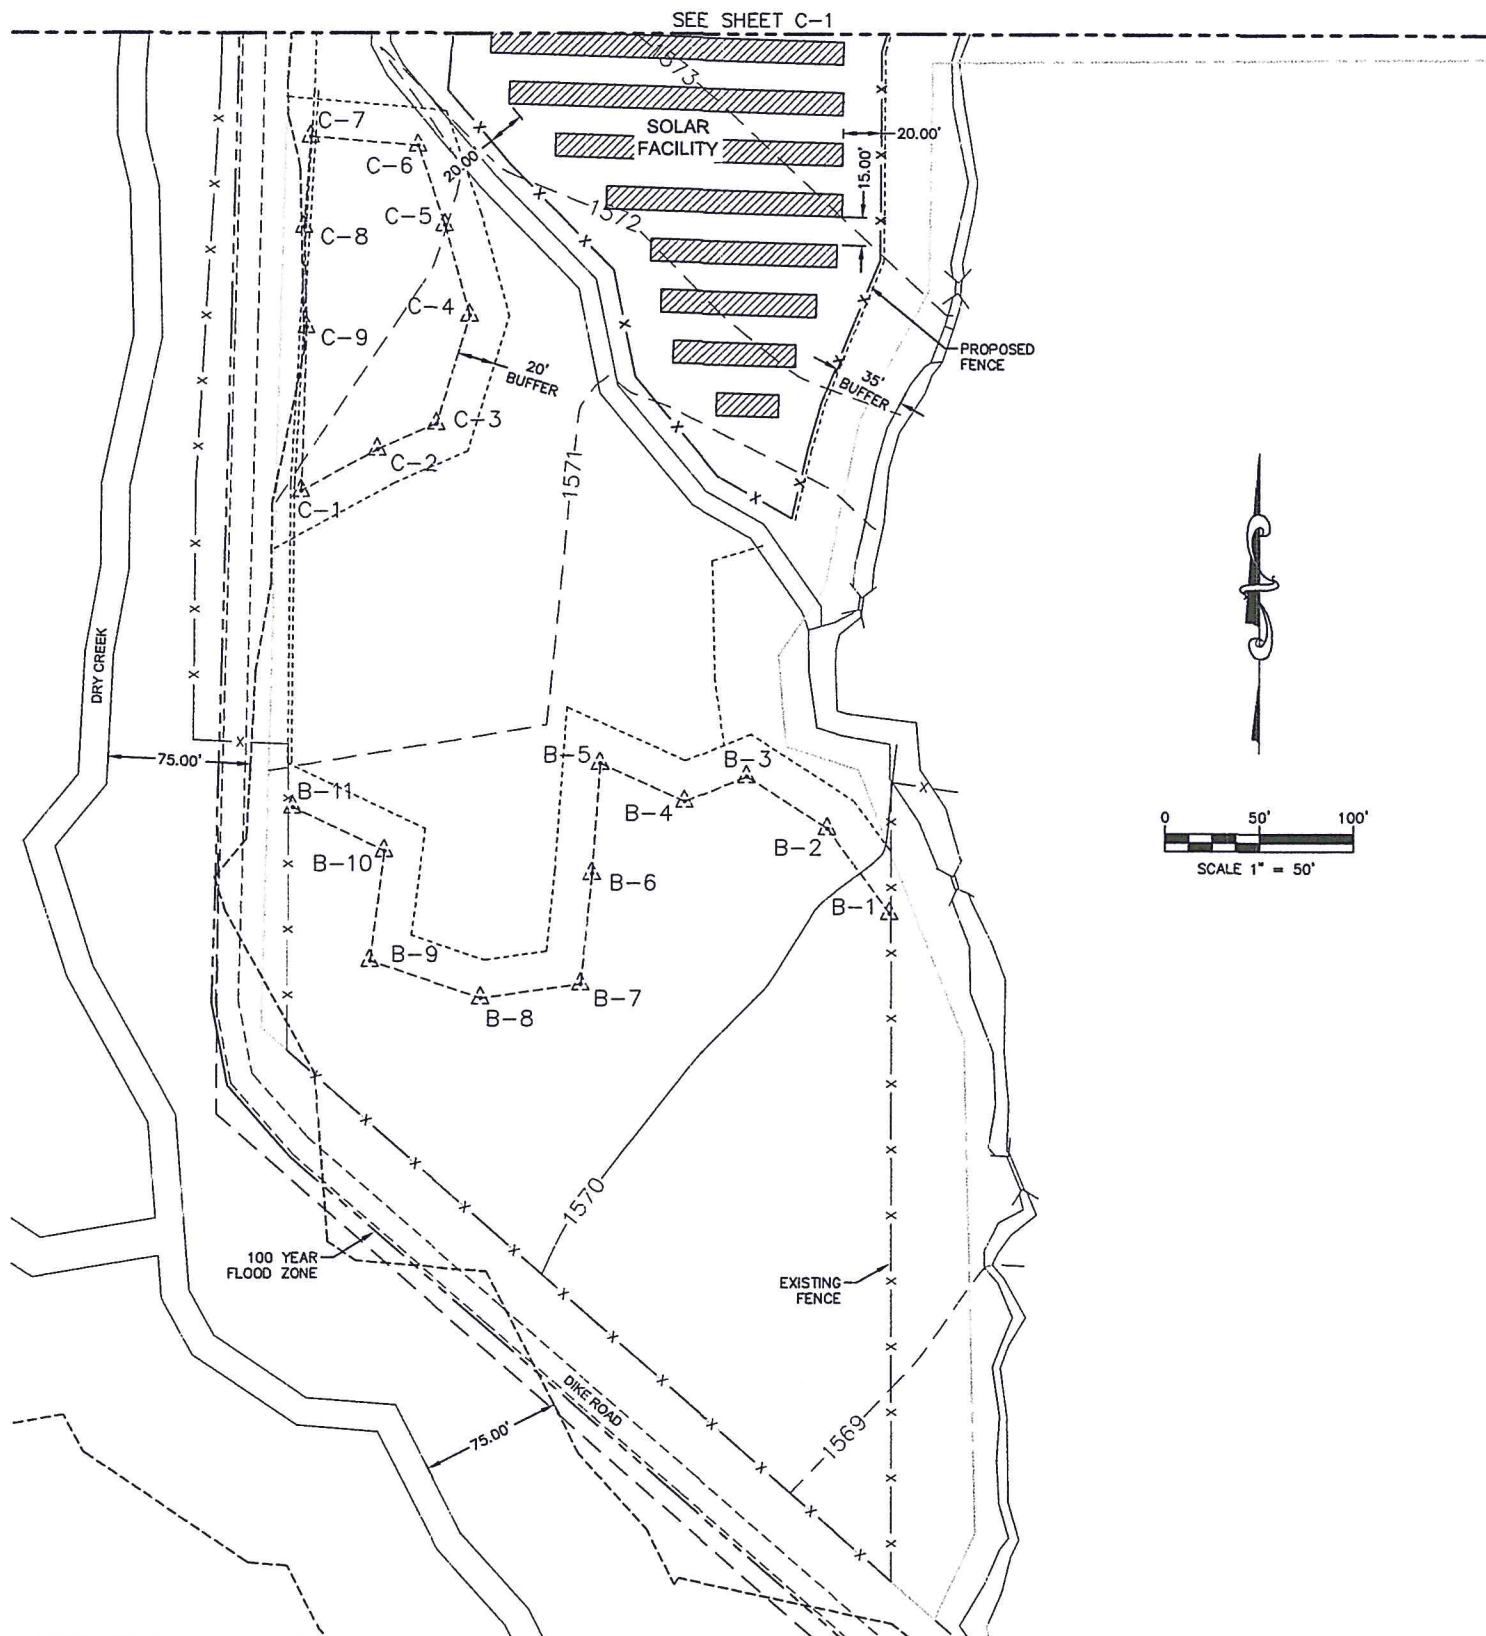 SEE SHEET C-1
1573
SOLAR
FACILITY
20.00'
20.00'
15.00'
C-7
C-6
C-5
C-8
1572
C-4
C-9
PROPOSED
FENCE
20'
BUFFER
35'
BUFFER
C-3
C-2
C-1
1571
DRY CREEK
75.00'
B-5
B-3
B-11
B-4
B-2
B-10
B-6
B-1
B-9
B-7
B-8
0 50' 100'
SCALE 1" = 50'
1570
100 YEAR
FLOOD ZONE
EXISTING
FENCE
DIKE ROAD
75.00'
1569